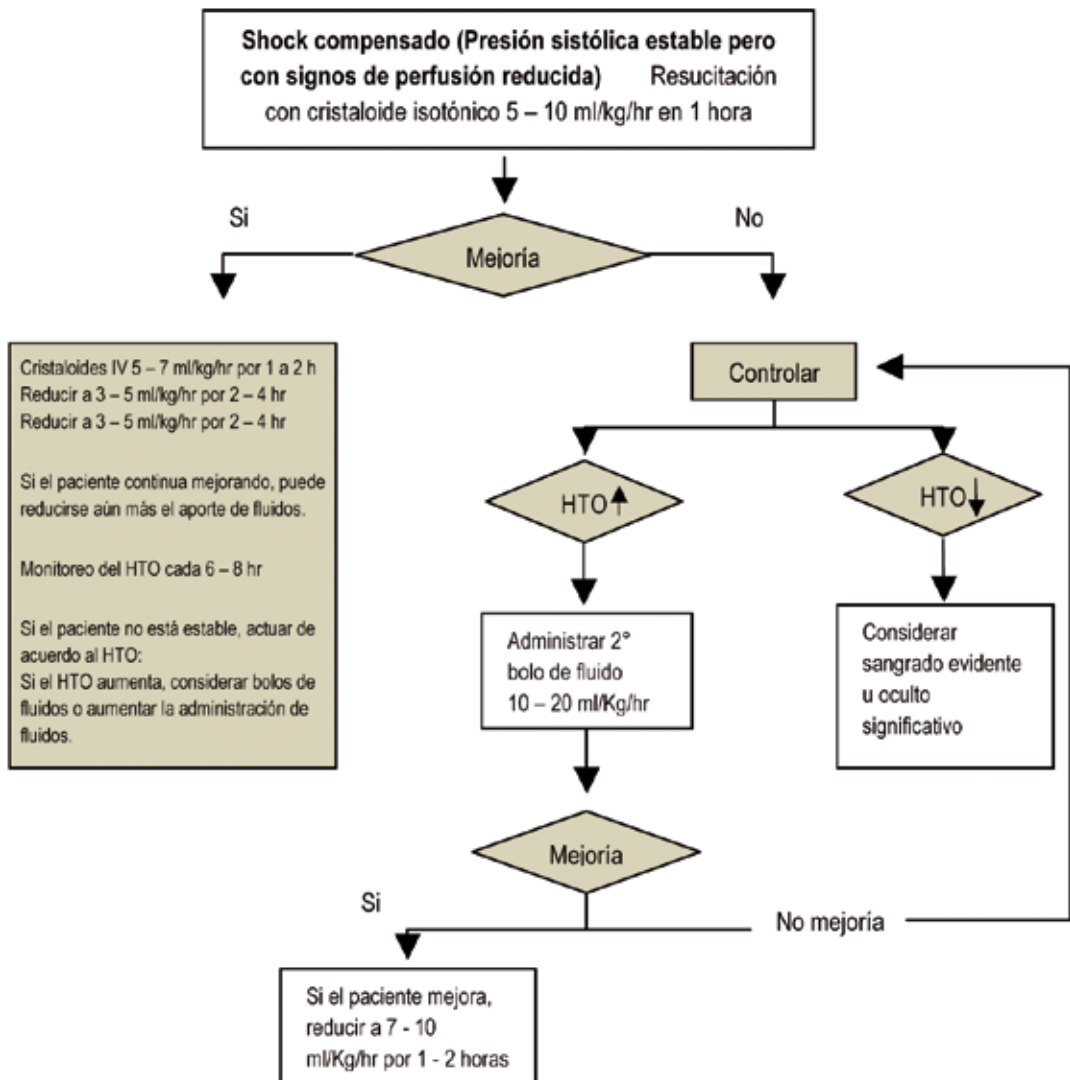 Shock compensado (Presión sistólica estable pero
con signos de perfusión reducida) Resucitación
con cristaloide isotónico 5 – 10 ml/kg/hr en 1 hora
Si
No
Mejoría
Cristaloides IV 5 – 7 ml/kg/hr por 1 a 2 h
Reducir a 3 – 5 ml/kg/hr por 2 – 4 hr
Reducir a 3 – 5 ml/kg/hr por 2 – 4 hr
Si el paciente continua mejorando, puede
reducirse aún más el aporte de fluidos.
Monitoreo del HTO cada 6 – 8 hr
Si el paciente no está estable, actuar de
acuerdo al HTO:
Si el HTO aumenta, considerar bolos de
fluidos o aumentar la administración de
fluidos.
Controlar
HTO
HTO
Administrar 2°
bolo de fluido
10 – 20 ml/Kg/hr
Considerar
sangrado evidente
u oculto
significativo
Mejoría
Si
No mejoría
Si el paciente mejora,
reducir a 7 - 10
ml/Kg/hr por 1 - 2 horas